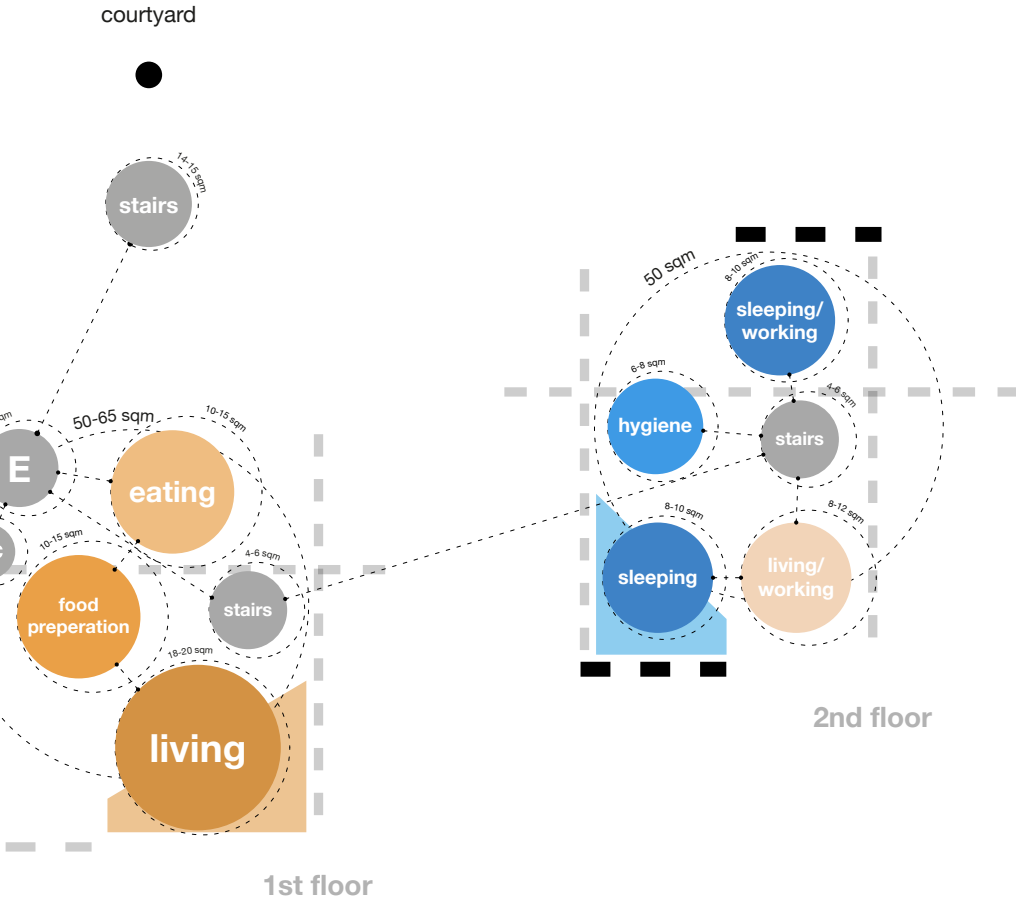 courtyard
14-15 sqm
stairs
50 sqm
8-10 sqm
sleeping/
working
6-8 sqm
hygiene
4-6 sqm
stairs
qm
50-65 sqm
10-15 sqm
E
eating
10-15 sqm
4-6 sqm
food
preperation
stairs
8-10 sqm
8-12 sqm
sleeping
living/
working
18-20 sqm
living
2nd floor
1st floor